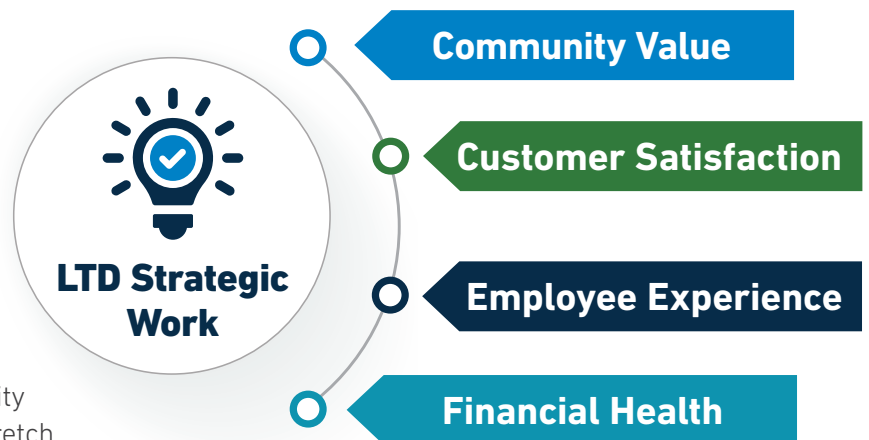 Community Value
Customer Satisfaction
LTD Strategic
Work
Employee Experience
Financial Health